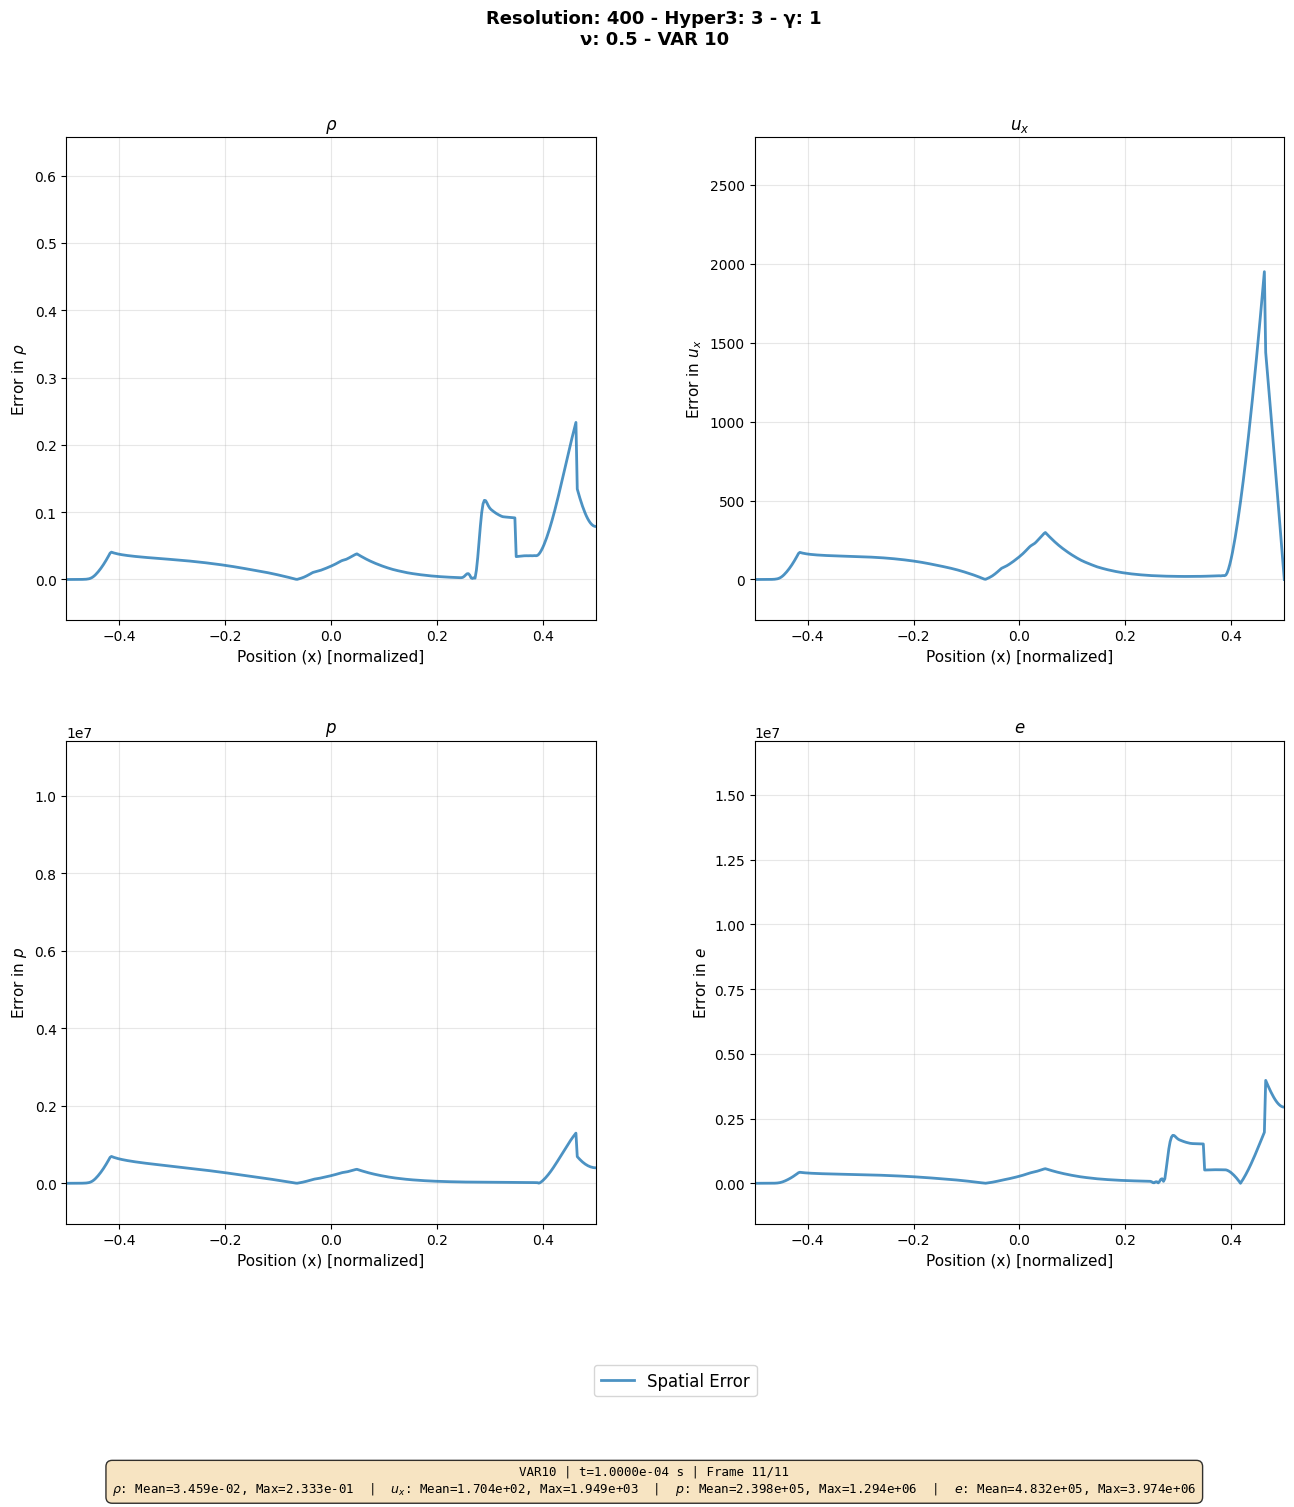 Resolution: 400 - Hyper3: 3 - γ: 1
ν: 0.5 - VAR 10
ρ
Error in ρ
0.6
0.5
0.4
0.3
0.2
0.1
0.0
−0.4 −0.2 0.0 0.2 0.4
Position (x) [normalized]
uₓ
Error in uₓ
2500
2000
1500
1000
500
0
−0.4 −0.2 0.0 0.2 0.4
Position (x) [normalized]
p
1e7
Error in p
1.0
0.8
0.6
0.4
0.2
0.0
−0.4 −0.2 0.0 0.2 0.4
Position (x) [normalized]
e
1e7
Error in e
1.50
1.25
1.00
0.75
0.50
0.25
0.00
−0.4 −0.2 0.0 0.2 0.4
Position (x) [normalized]
Spatial Error
VAR10 | t=1.0000e-04 s | Frame 11/11
ρ: Mean=3.459e-02, Max=2.333e-01 | uₓ: Mean=1.704e+02, Max=1.949e+03 | p: Mean=2.398e+05, Max=1.294e+06 | e: Mean=4.832e+05, Max=3.974e+06